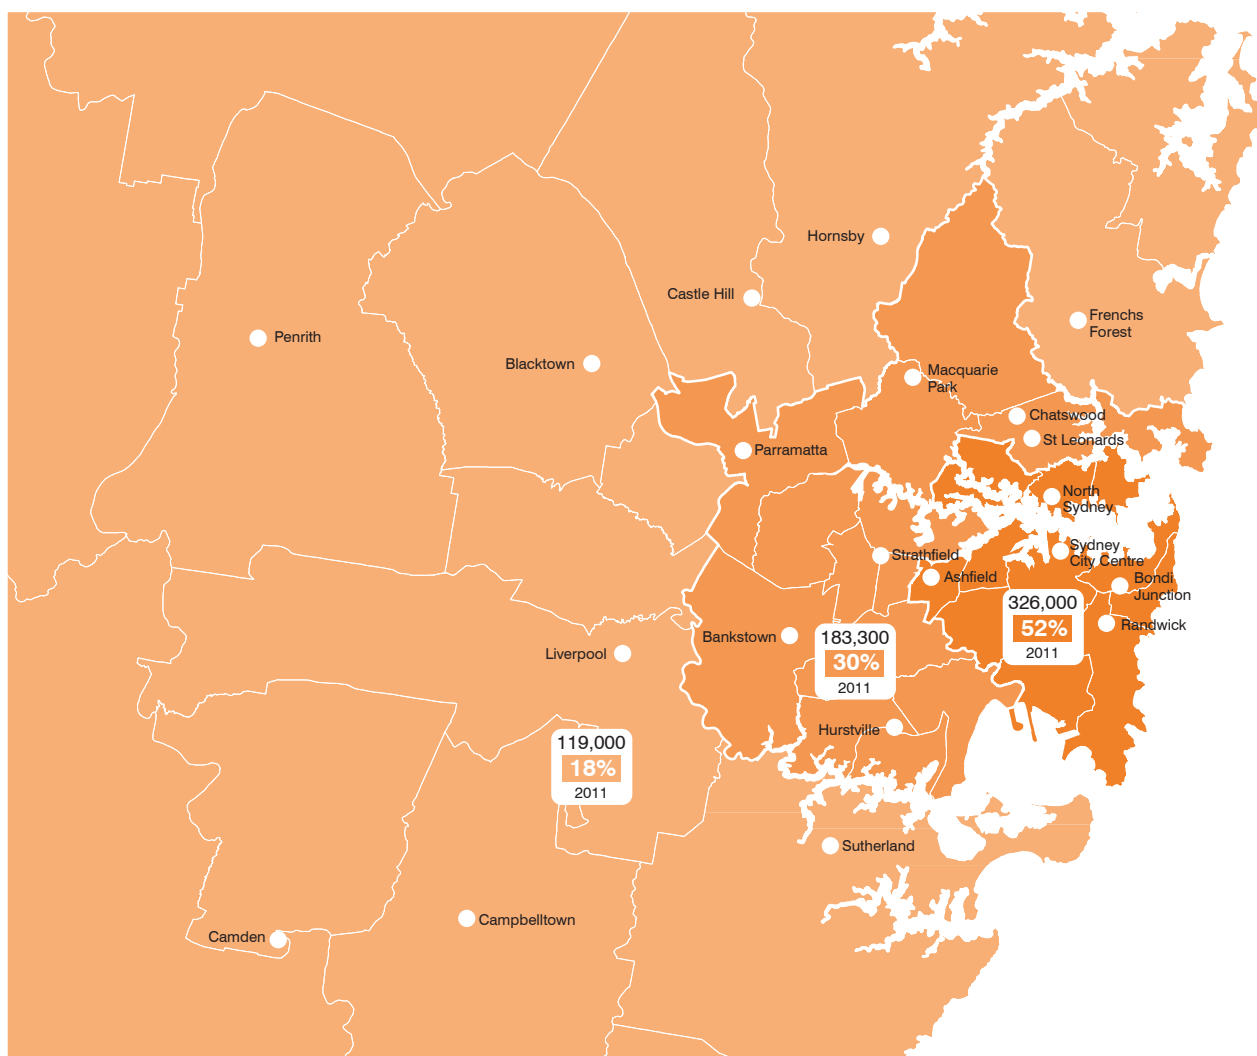 Hornsby
Castle Hill
Frenchs
Forest
Penrith
Blacktown
Macquarie
Park
Chatswood
St Leonards
Parramatta
North
Sydney
Sydney
City Centre
Strathfield
Ashfield
Bondi
Junction
326,000
52%
2011
Randwick
Bankstown
183,300
30%
2011
Liverpool
Hurstville
119,000
18%
2011
Sutherland
Campbelltown
Camden